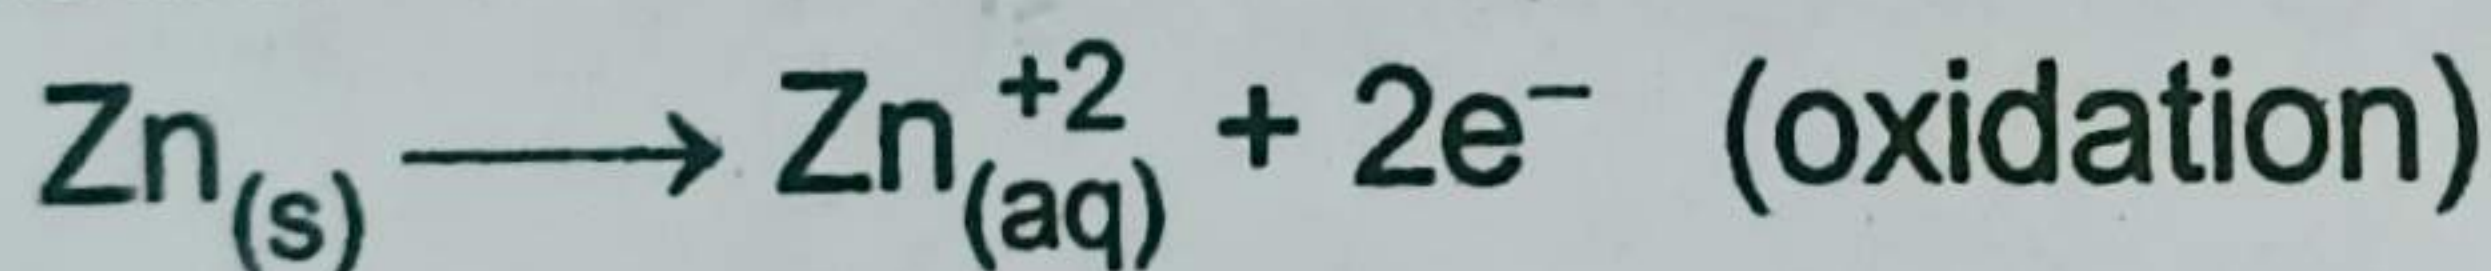 Zn(s) ⟶ Zn⁺²(aq) + 2e⁻ (oxidation)